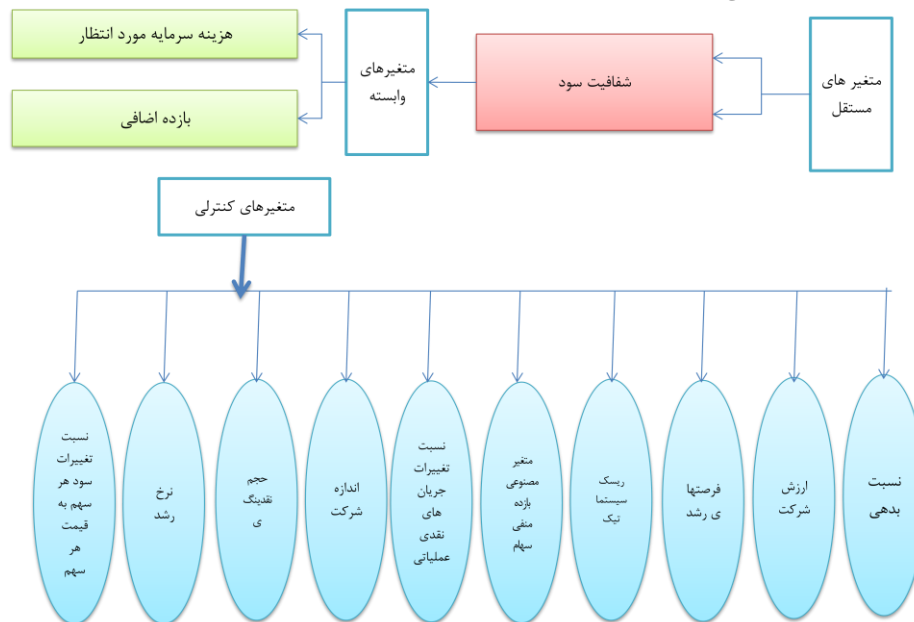 متغیر های
مستقل
شفافیت سود
متغیرهای
وابسته
هزینه سرمایه مورد انتظار
بازده اضافی
متغیرهای کنترلی
نسبت
بدهی
ارزش
شرکت
فرصتها
ی رشد
ریسک
سیستما
تیک
متغیر
مصنوعی
بازده
منفی
سهام
نسبت
تغییرات
جریان
های
نقدی
عملیاتی
اندازه
شرکت
حجم
نقدینگ
ی
نرخ
رشد
نسبت
تغییرات
سود هر
سهم به
قیمت
هر
سهم